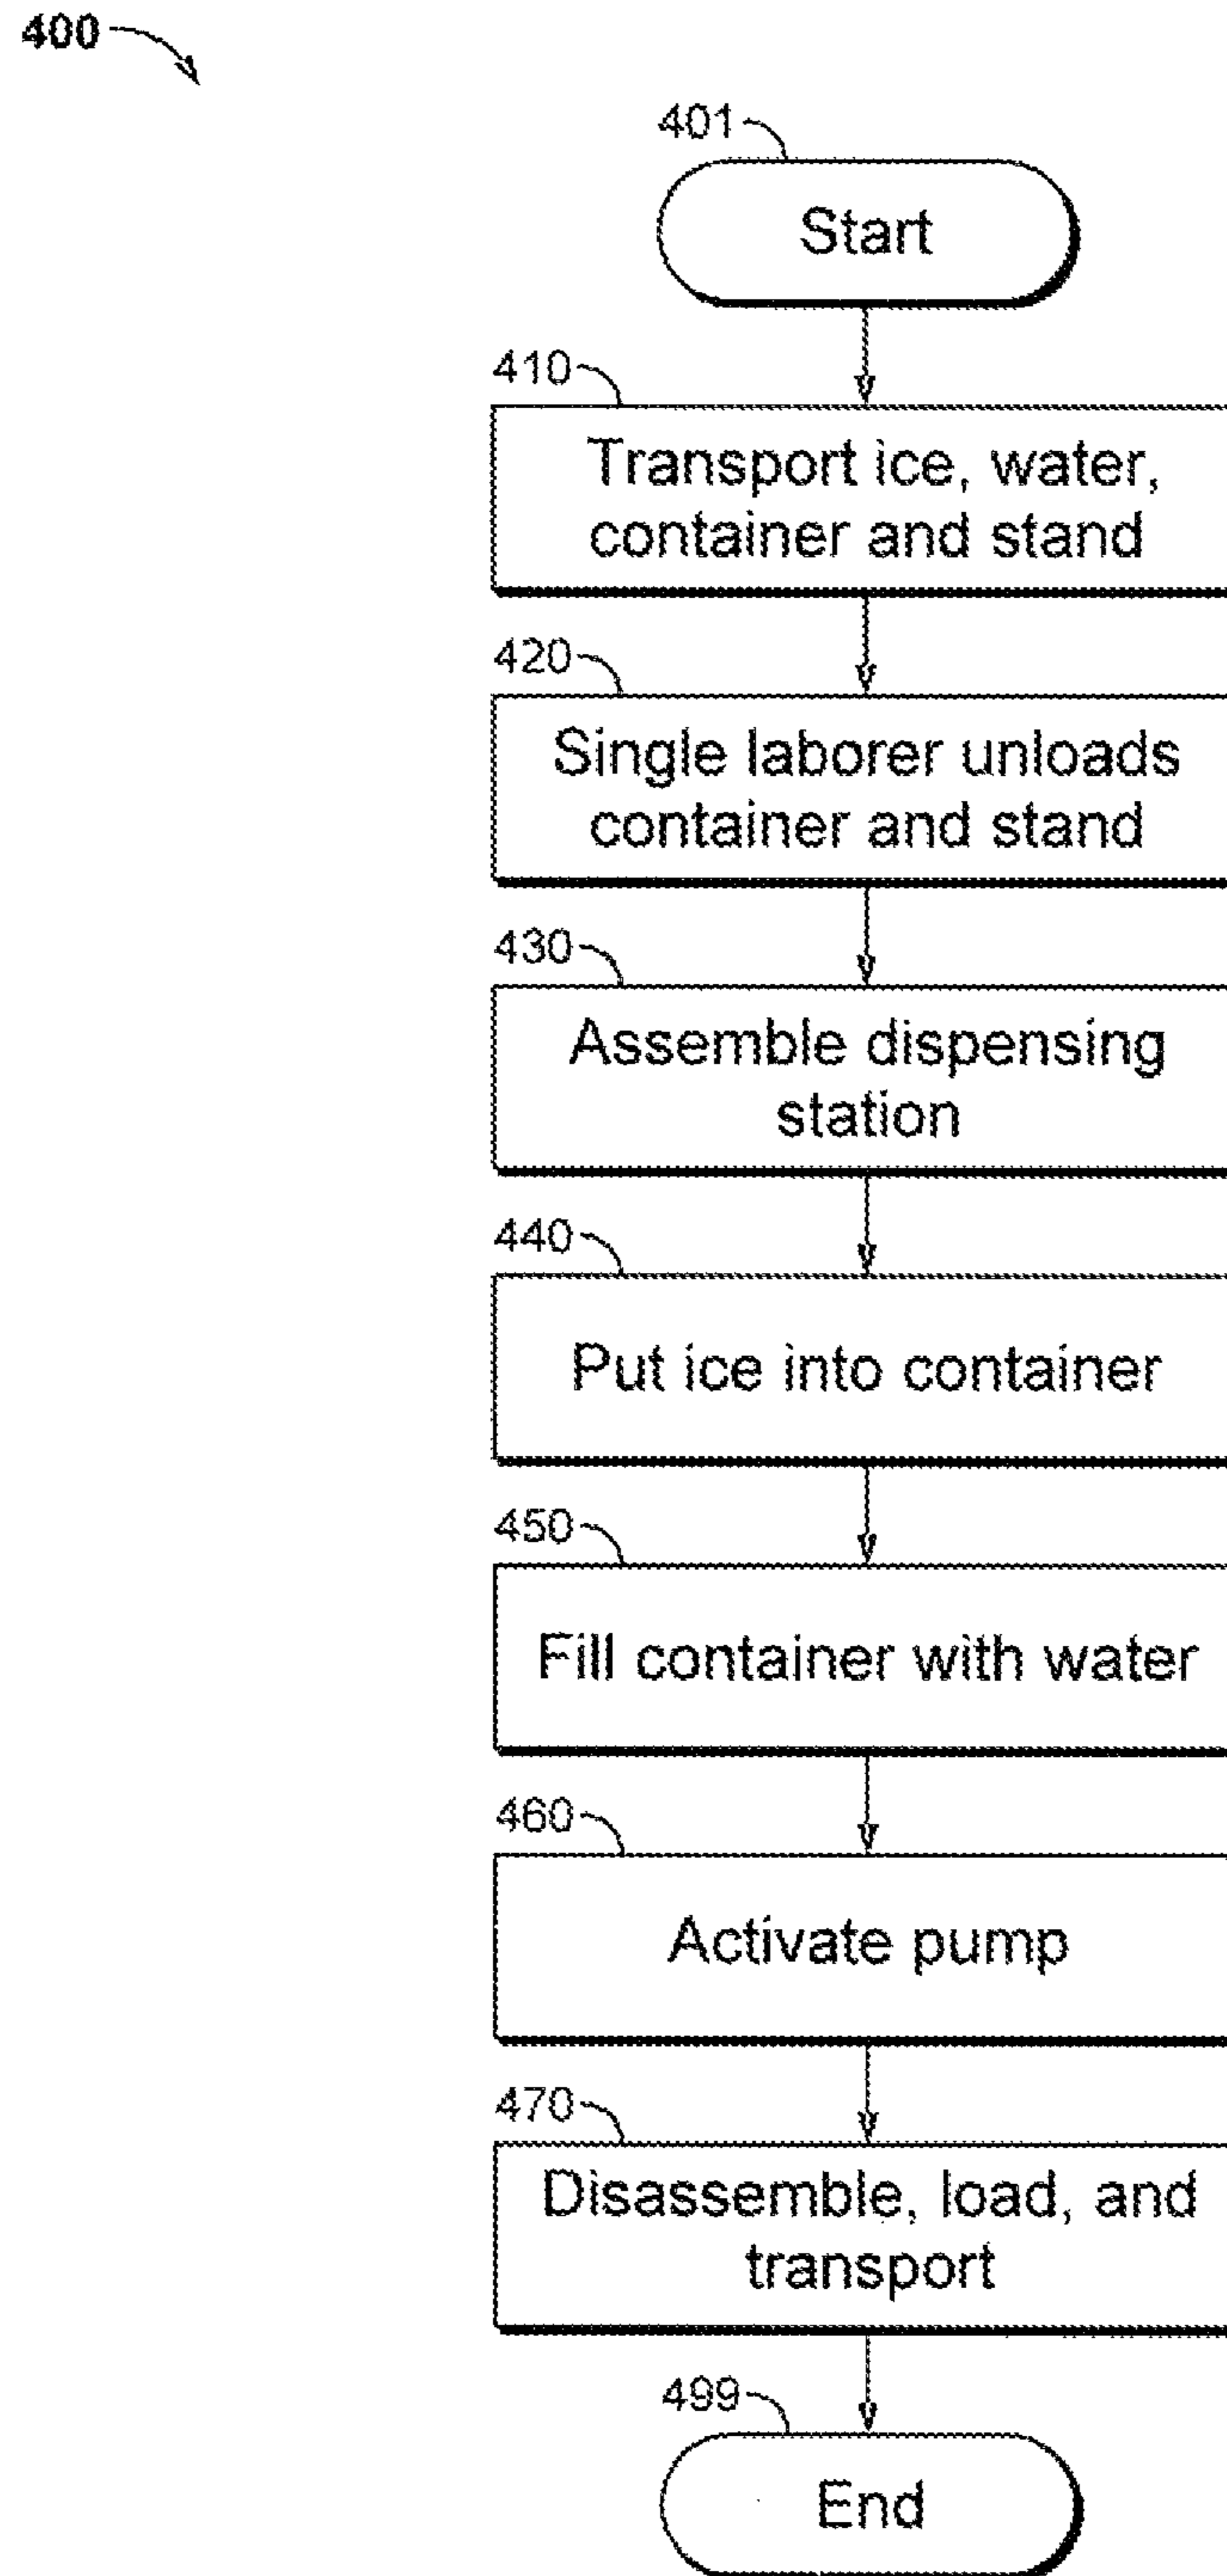 400
401
Start
410
Transport ice, water,
container and stand
420
Single laborer unloads
container and stand
430
Assemble dispensing
station
440
Put ice into container
450
Fill container with water
460
Activate pump
470
Disassemble, load, and
transport
499
End